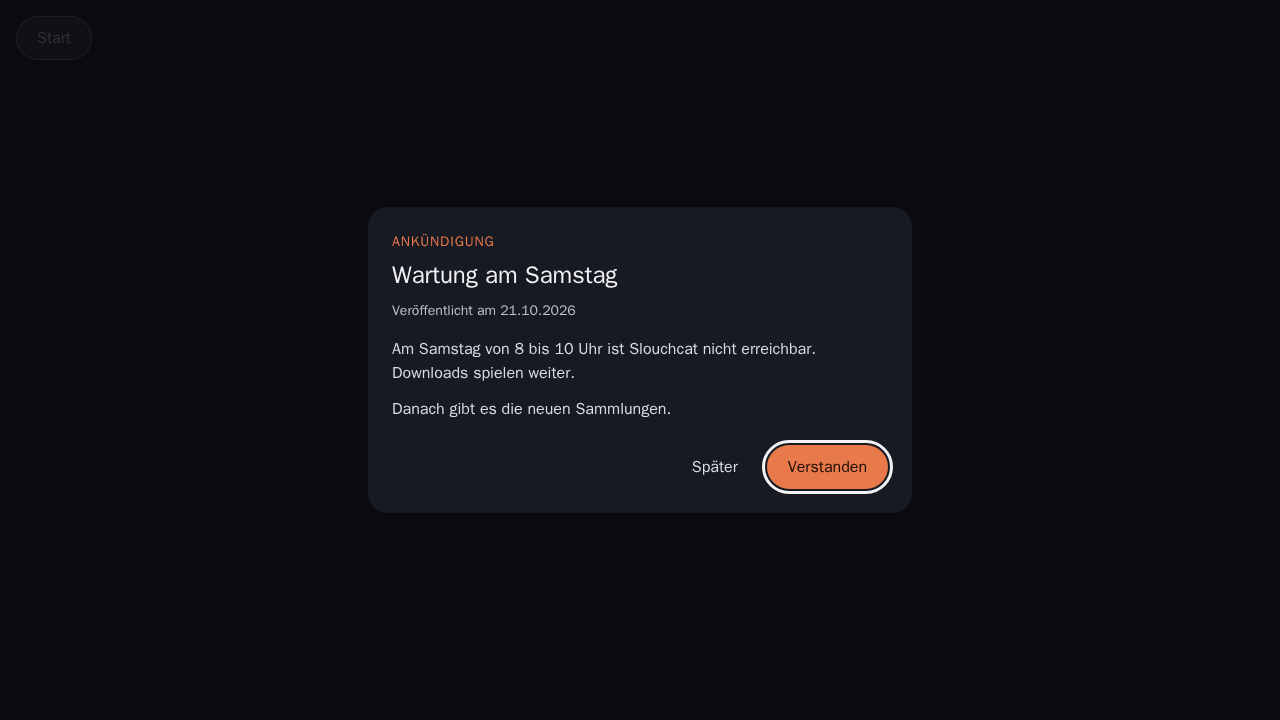 Start
ANKÜNDIGUNG
Wartung am Samstag
Veröffentlicht am 21.10.2026
Am Samstag von 8 bis 10 Uhr ist Slouchcat nicht erreichbar.
Downloads spielen weiter.
Danach gibt es die neuen Sammlungen.
Später
Verstanden